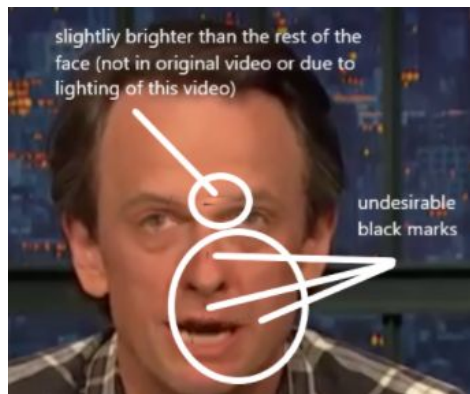 slightliy brighter than the rest of the
face (not in original video or due to
lighting of this video)
undesirable
black marks